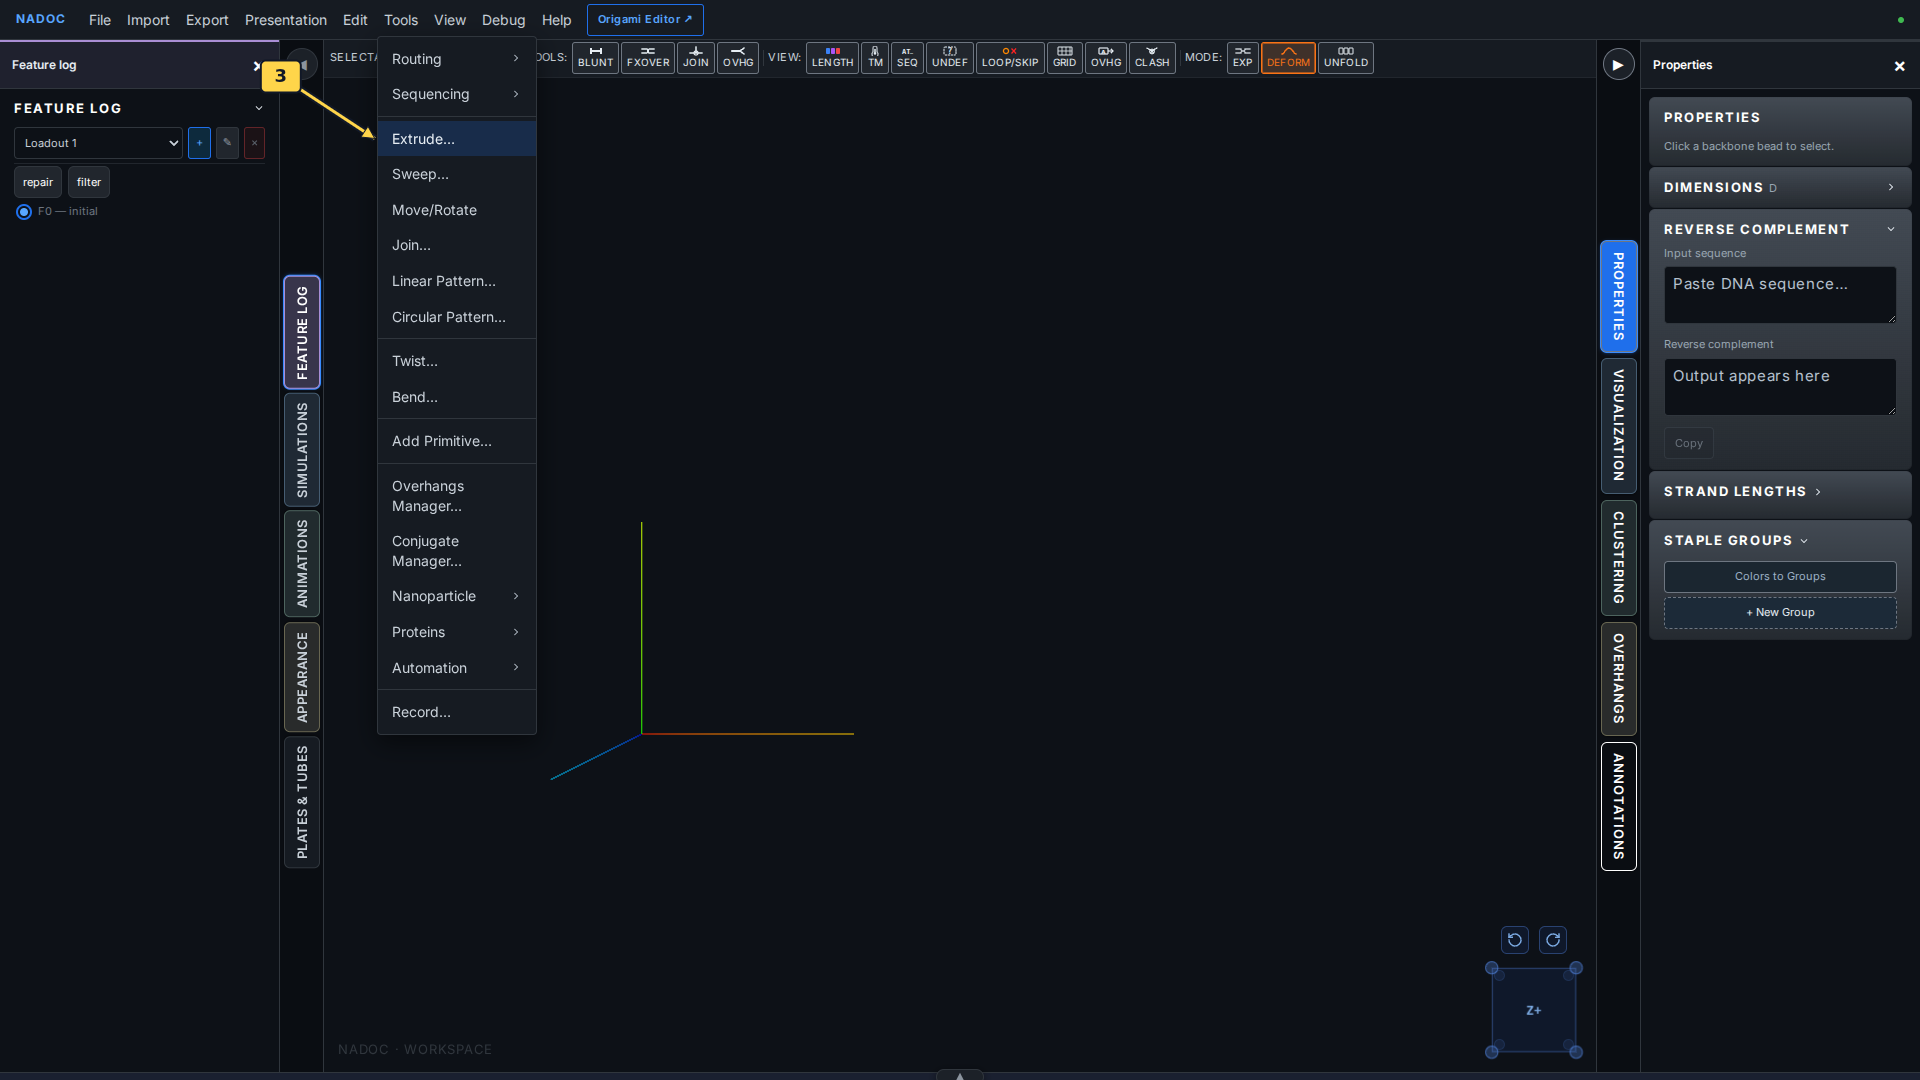 NADOC File Import Export Presentation Edit Tools View Debug Help Origami Editor ↗
Feature log
3
FEATURE LOG
Loadout 1
repair filter
F0 — initial
FEATURE LOG
SIMULATIONS
ANIMATIONS
APPEARANCE
PLATES & TUBES
Routing
Sequencing
Extrude...
Sweep...
Move/Rotate
Join...
Linear Pattern...
Circular Pattern...
Twist...
Bend...
Add Primitive...
Overhangs
Manager...
Conjugate
Manager...
Nanoparticle
Proteins
Automation
Record...
BLUNT FXOVER JOIN OVHG VIEW: LENGTH TM SEQ UNDEF LOOP/SKIP GRID OVHG CLASH MODE: EXP DEFORM UNFOLD
NADOC · WORKSPACE
Z+
PROPERTIES
VISUALIZATION
CLUSTERING
OVERHANGS
ANNOTATIONS
Properties
PROPERTIES
Click a backbone bead to select.
DIMENSIONS D
REVERSE COMPLEMENT
Input sequence
Paste DNA sequence...
Reverse complement
Output appears here
Copy
STRAND LENGTHS
STAPLE GROUPS
Colors to Groups
+ New Group